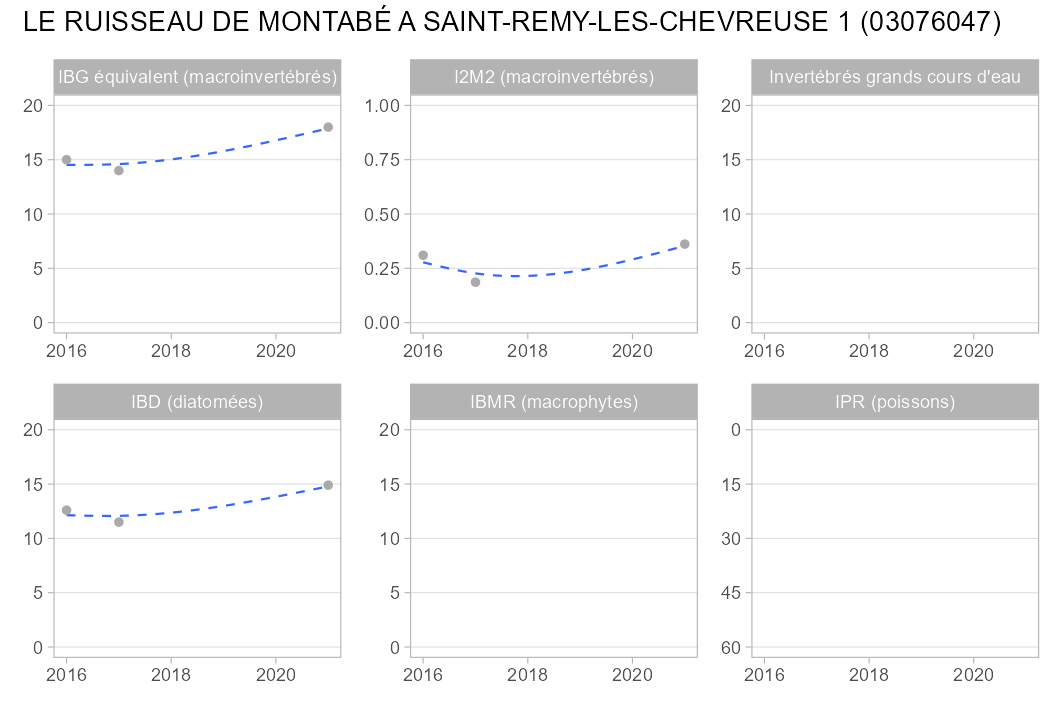 LE RUISSEAU DE MONTABÉ A SAINT-REMY-LES-CHEVREUSE 1 (03076047)
IBG équivalent (macroinvertébrés)
20
15
10
5
0
2016 2018 2020
I2M2 (macroinvertébrés)
1.00
0.75
0.50
0.25
0.00
2016 2018 2020
Invertébrés grands cours d'eau
20
15
10
5
0
2016 2018 2020
IBD (diatomées)
20
15
10
5
0
2016 2018 2020
IBMR (macrophytes)
20
15
10
5
0
2016 2018 2020
IPR (poissons)
0
15
30
45
60
2016 2018 2020